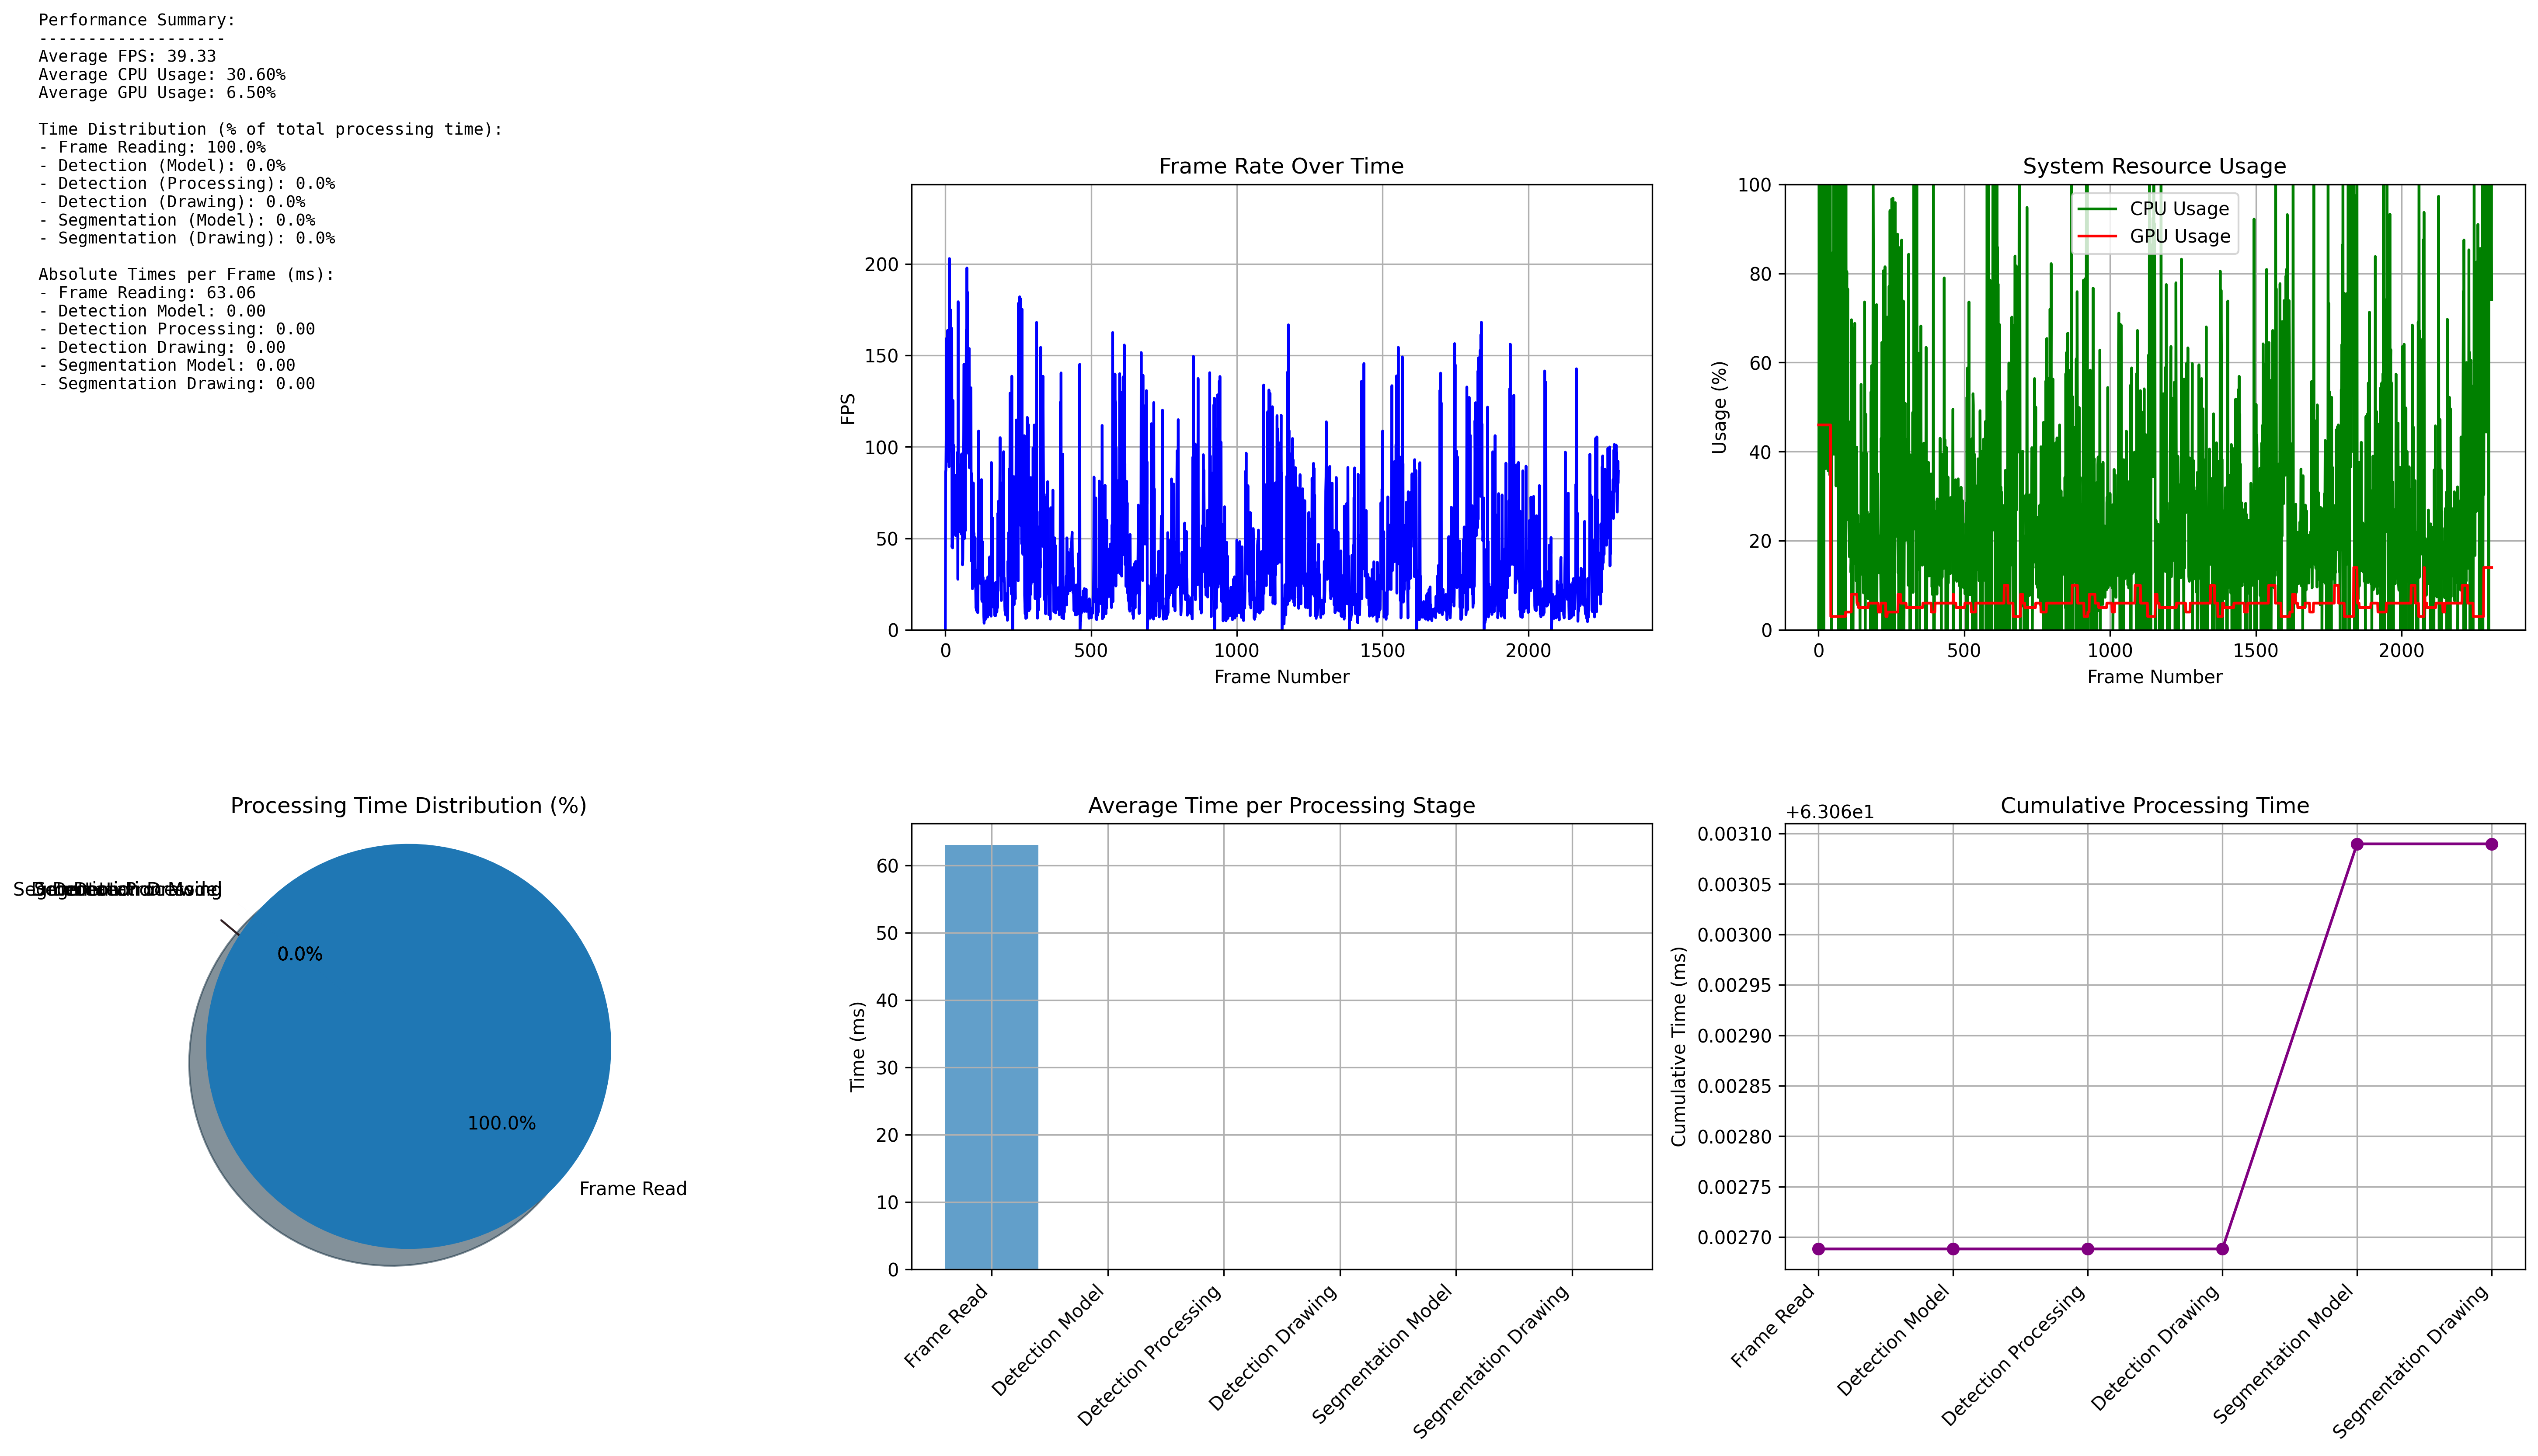 Performance Summary:
-------------------
Average FPS: 39.33
Average CPU Usage: 30.60%
Average GPU Usage: 6.50%
Time Distribution (% of total processing time):
- Frame Reading: 100.0%
- Detection (Model): 0.0%
- Detection (Processing): 0.0%
- Detection (Drawing): 0.0%
- Segmentation (Model): 0.0%
- Segmentation (Drawing): 0.0%
Absolute Times per Frame (ms):
- Frame Reading: 63.06
- Detection Model: 0.00
- Detection Processing: 0.00
- Detection Drawing: 0.00
- Segmentation Model: 0.00
- Segmentation Drawing: 0.00
Frame Rate Over Time
FPS
200
150
100
50
0
0 500 1000 1500 2000
Frame Number
System Resource Usage
CPU Usage
GPU Usage
Usage (%)
100
80
60
40
20
0
0 500 1000 1500 2000
Frame Number
Processing Time Distribution (%)
0.0%
100.0%
Frame Read
Average Time per Processing Stage
Time (ms)
60
50
40
30
20
10
0
Frame Read
Detection Model
Detection Processing
Detection Drawing
Segmentation Model
Segmentation Drawing
Cumulative Processing Time
+6.306e1
Cumulative Time (ms)
0.00310
0.00305
0.00300
0.00295
0.00290
0.00285
0.00280
0.00275
0.00270
Frame Read
Detection Model
Detection Processing
Detection Drawing
Segmentation Model
Segmentation Drawing